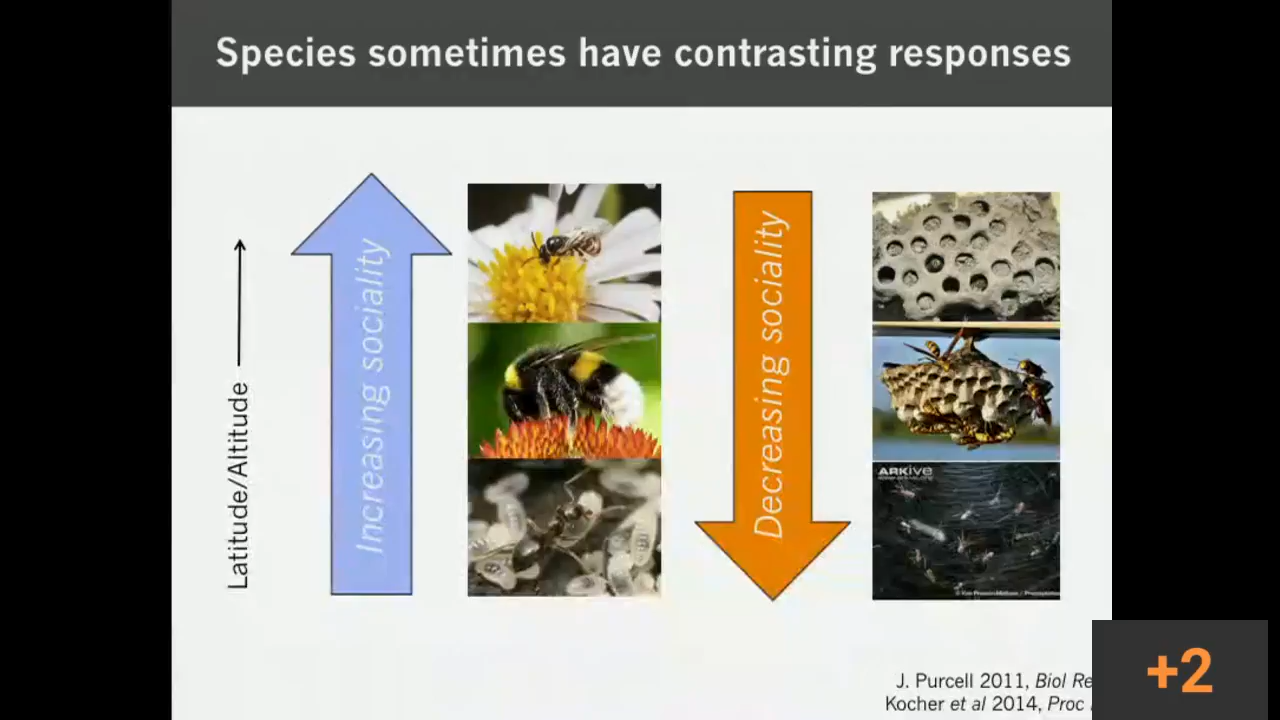 Species sometimes have contrasting responses
Latitude/Altitude
Increasing sociality
Decreasing sociality
ARKive
J. Purcell 2011, Biol Re
Kocher et al 2014, Proc
+2